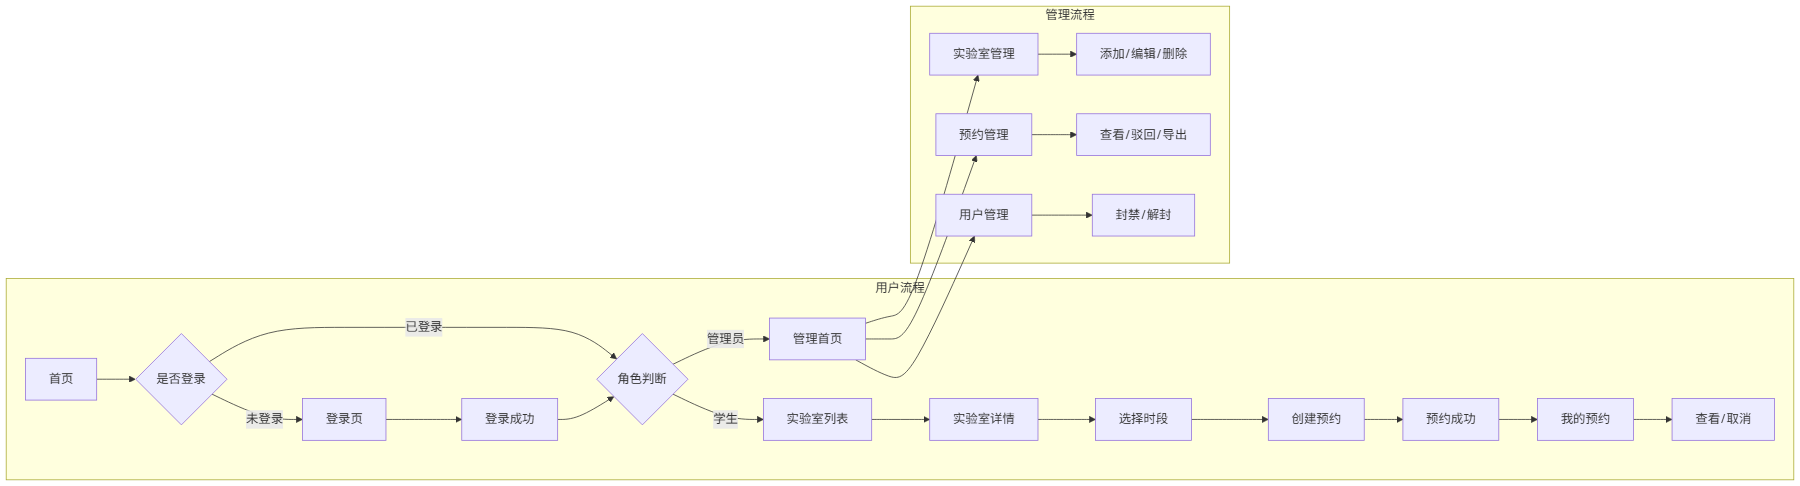 管理流程
实验室管理
添加/编辑/删除
预约管理
查看/驳回/导出
用户管理
封禁/解封
用户流程
首页
是否登录
已登录
未登录
登录页
登录成功
角色判断
管理员
管理首页
学生
实验室列表
实验室详情
选择时段
创建预约
预约成功
我的预约
查看/取消